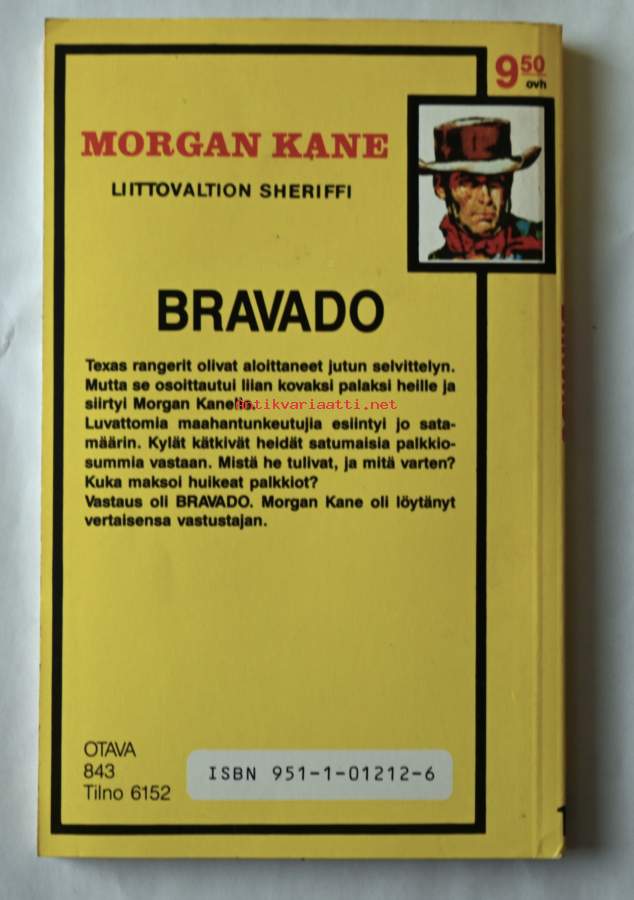 9 50
ovh
MORGAN KANE
LIITTOVALTION SHERIFFI
BRAVADO
Texas rangerit olivat aloittaneet jutun selvittelyn.
Mutta se osoittautui liian kovaksi palaksi heille ja
siirtyi Morgan Kanelle.
antikvariaatti.net
Luvattomia maahantunkeutujia esiintyi jo sata-
määrin. Kylät kätkivät heidät satumaisia palkkio-
summia vastaan. Mistä he tulivat, ja mitä varten?
Kuka maksoi huikeat palkkiot?
Vastaus oli BRAVADO. Morgan Kane oli löytänyt
vertaisensa vastustajan.
OTAVA
843
Tilno 6152
ISBN 951-1-01212-6